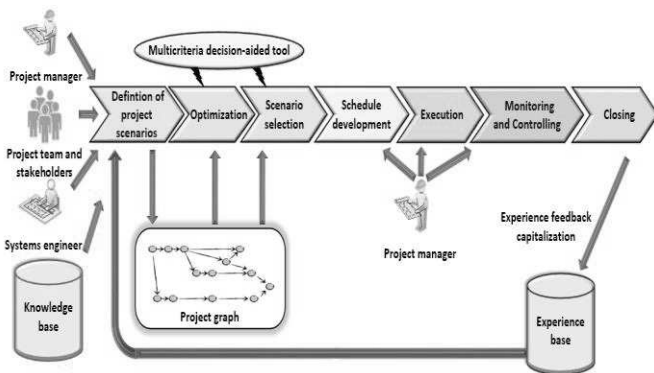 Multicriteria decision-aided tool
Project manager
Defintion of
project
scenarios
Optimization
Scenario
selection
Schedule
development
Execution
Monitoring
and Controlling
Closing
Project team and
stakeholders
Systems engineer
Knowledge
base
Project graph
Project manager
Experience feedback
capitalization
Experience
base